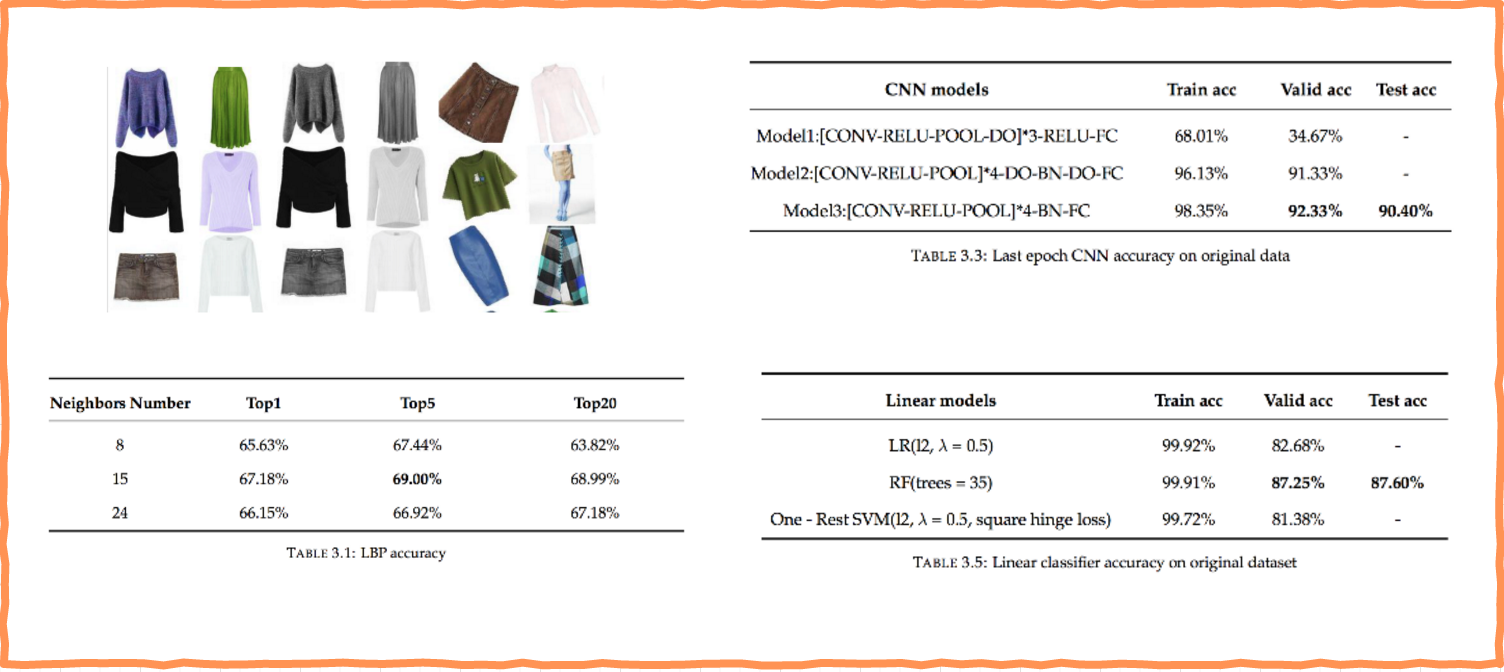 CNN models Train acc Valid acc Test acc
Model1:[CONV-RELU-POOL-DO]*3-RELU-FC 68.01% 34.67% -
Model2:[CONV-RELU-POOL]*4-DO-BN-DO-FC 96.13% 91.33% -
Model3:[CONV-RELU-POOL]*4-BN-FC 98.35% 92.33% 90.40%
TABLE 3.3: Last epoch CNN accuracy on original data
Neighbors Number Top1 Top5 Top20
8 65.63% 67.44% 63.82%
15 67.18% 69.00% 68.99%
24 66.15% 66.92% 67.18%
TABLE 3.1: LBP accuracy
Linear models Train acc Valid acc Test acc
LR(l2, λ = 0.5) 99.92% 82.68% -
RF(trees = 35) 99.91% 87.25% 87.60%
One - Rest SVM(l2, λ = 0.5, square hinge loss) 99.72% 81.38% -
TABLE 3.5: Linear classifier accuracy on original dataset